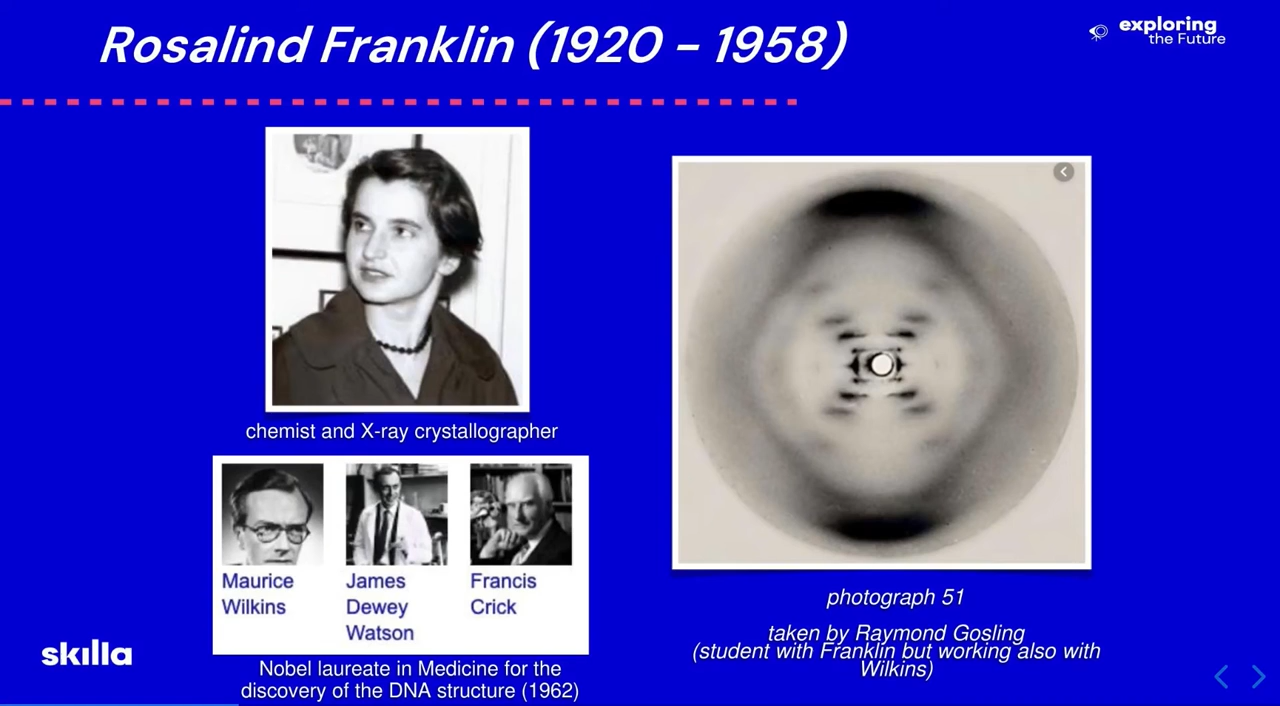 Rosalind Franklin (1920 – 1958)
exploring
the Future
chemist and X-ray crystallographer
Maurice
Wilkins
James
Dewey
Watson
Francis
Crick
Nobel laureate in Medicine for the
discovery of the DNA structure (1962)
photograph 51
taken by Raymond Gosling
(student with Franklin but working also with
Wilkins)
skilla